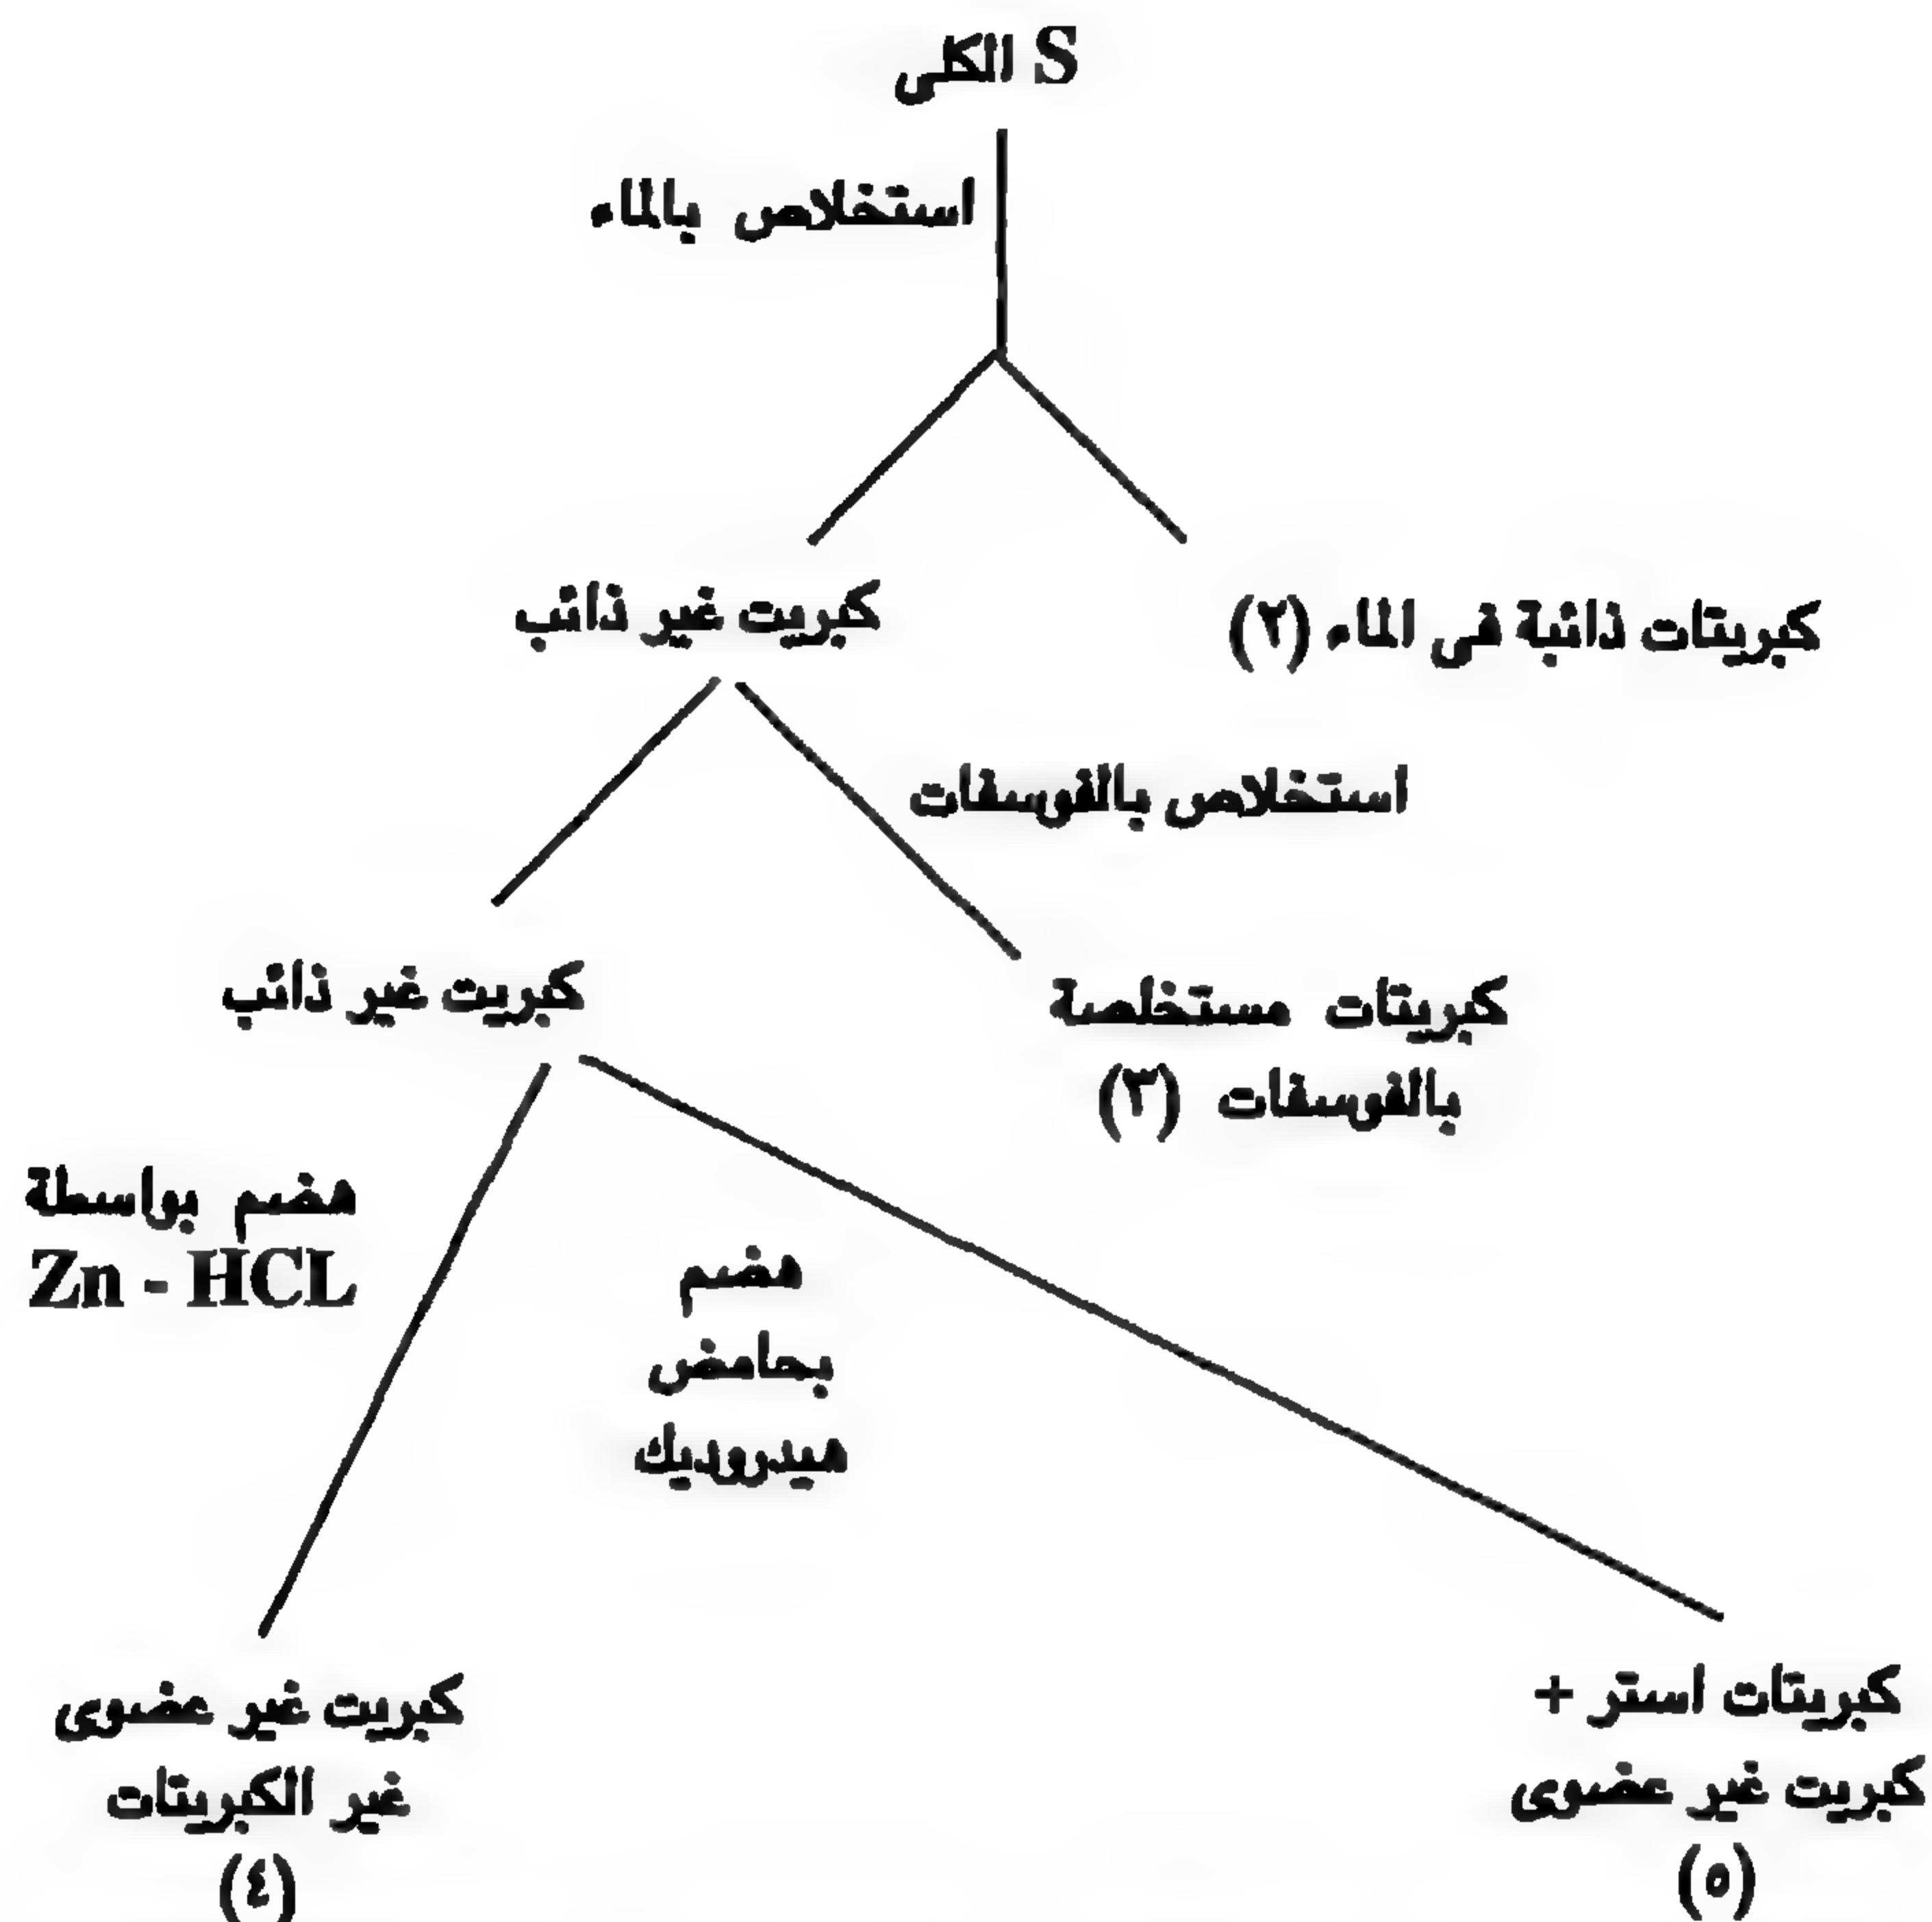 S الكلى
استخلاص بالماء
كبريتات ذائبة فى الماء (٢)
كبريت غير ذائب
استخلاص بالفوسفات
كبريتات مستخلصة
بالفوسفات (٣)
كبريت غير ذائب
هضم بواسطة
Zn - HCL
هضم
بحامض
هيدروديك
كبريتات استر +
كبريت غير عضوى
(٥)
كبريت غير عضوى
غير الكبريتات
(٤)